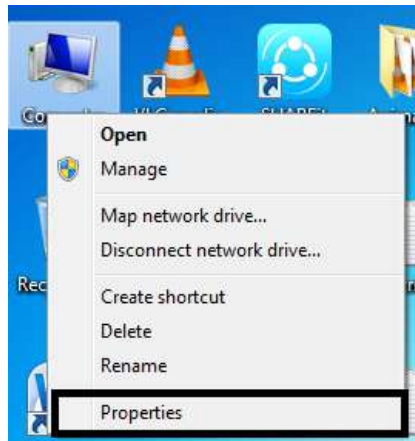 Open
Manage
Map network drive...
Disconnect network drive...
Create shortcut
Delete
Rename
Properties